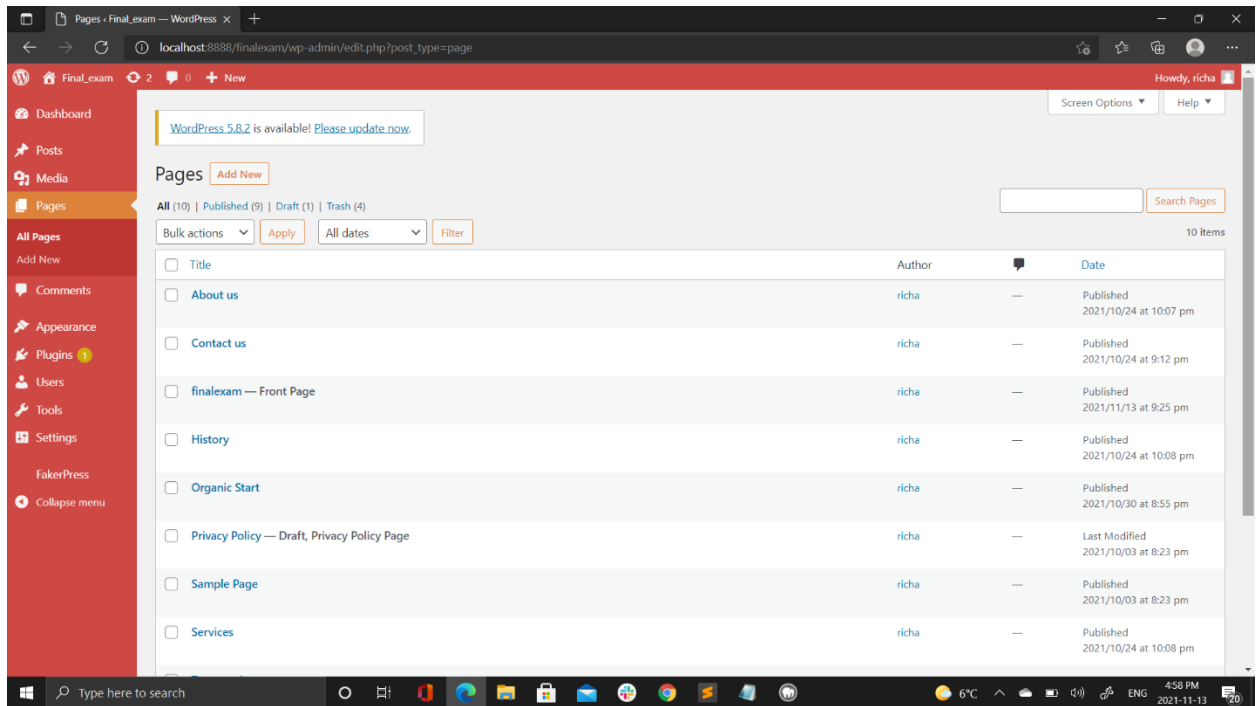 Pages ‹ Final_exam — WordPress
localhost:8888/finalexam/wp-admin/edit.php?post_type=page
Final_exam 2 0 New Howdy, richa
Screen Options Help
Dashboard
Posts
Media
Pages
All Pages
Add New
Comments
Appearance
Plugins 1
Users
Tools
Settings
FakerPress
Collapse menu
WordPress 5.8.2 is available! Please update now.
Pages Add New
All (10) | Published (9) | Draft (1) | Trash (4)
Search Pages
Bulk actions Apply All dates Filter
10 items
Title Author Date
About us richa — Published
2021/10/24 at 10:07 pm
Contact us richa — Published
2021/10/24 at 9:12 pm
finalexam — Front Page richa — Published
2021/11/13 at 9:25 pm
History richa — Published
2021/10/24 at 10:08 pm
Organic Start richa — Published
2021/10/30 at 8:55 pm
Privacy Policy — Draft, Privacy Policy Page richa — Last Modified
2021/10/03 at 8:23 pm
Sample Page richa — Published
2021/10/03 at 8:23 pm
Services richa — Published
2021/10/24 at 10:08 pm
Type here to search
6°C ENG 4:58 PM
2021-11-13
20